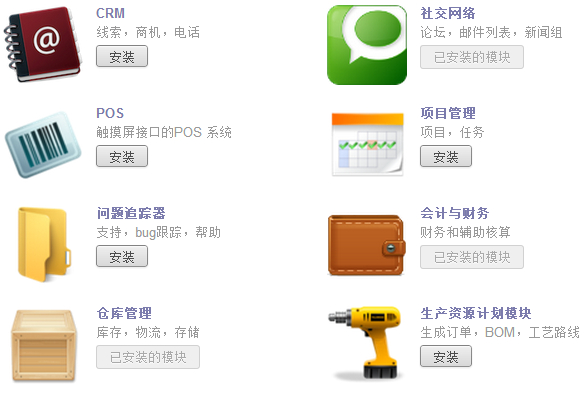 CRM
线索，商机，电话
安装
社交网络
论坛，邮件列表，新闻组
已安装的模块
POS
触摸屏接口的POS 系统
安装
项目管理
项目，任务
安装
问题追踪器
支持，bug跟踪，帮助
安装
会计与财务
财务和辅助核算
已安装的模块
仓库管理
库存，物流，存储
已安装的模块
生产资源计划模块
生成订单，BOM，工艺路线
安装